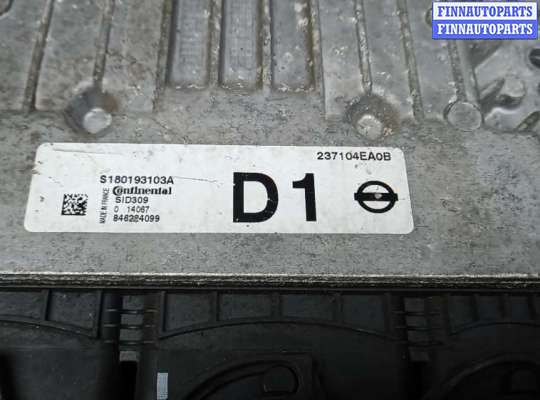 FINNAUTOPARTS
FINNAUTOPARTS
237104EA0B
S180193103A
Continental
SID309
0 14067
846284099
MADE IN FRANCE
D1